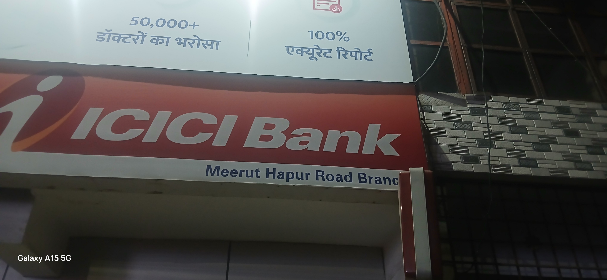 50,000+
डॉक्टरों का भरोसा
100%
एक्यूरेट रिपोर्ट
ICICI Bank
Meerut Hapur Road Branc
Galaxy A15 5G